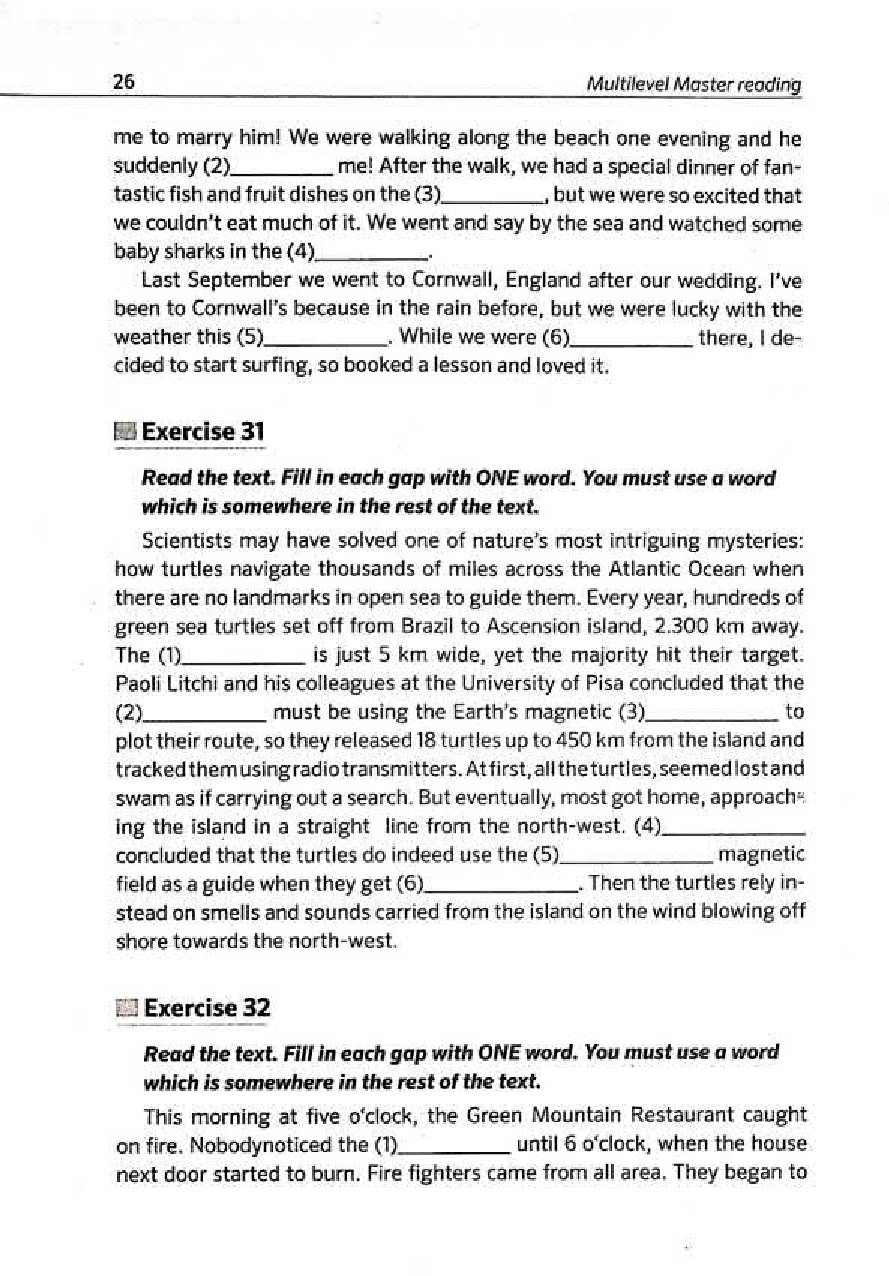 26 Multilevel Master reading
me to marry him! We were walking along the beach one evening and he
suddenly (2)__________ me! After the walk, we had a special dinner of fan-
tastic fish and fruit dishes on the (3)__________, but we were so excited that
we couldn't eat much of it. We went and say by the sea and watched some
baby sharks in the (4)__________.
Last September we went to Cornwall, England after our wedding. I've
been to Cornwall's because in the rain before, but we were lucky with the
weather this (5)__________. While we were (6)__________ there, I de-
cided to start surfing, so booked a lesson and loved it.
Exercise 31
Read the text. Fill in each gap with ONE word. You must use a word
which is somewhere in the rest of the text.
Scientists may have solved one of nature's most intriguing mysteries:
how turtles navigate thousands of miles across the Atlantic Ocean when
there are no landmarks in open sea to guide them. Every year, hundreds of
green sea turtles set off from Brazil to Ascension island, 2.300 km away.
The (1)__________ is just 5 km wide, yet the majority hit their target.
Paoli Litchi and his colleagues at the University of Pisa concluded that the
(2)__________ must be using the Earth's magnetic (3)__________ to
plot their route, so they released 18 turtles up to 450 km from the island and
tracked them using radio transmitters. At first, all the turtles, seemed lost and
swam as if carrying out a search. But eventually, most got home, approach-
ing the island in a straight line from the north-west. (4)__________
concluded that the turtles do indeed use the (5)__________ magnetic
field as a guide when they get (6)__________. Then the turtles rely in-
stead on smells and sounds carried from the island on the wind blowing off
shore towards the north-west.
Exercise 32
Read the text. Fill in each gap with ONE word. You must use a word
which is somewhere in the rest of the text.
This morning at five o'clock, the Green Mountain Restaurant caught
on fire. Nobodynoticed the (1)__________ until 6 o'clock, when the house
next door started to burn. Fire fighters came from all area. They began to